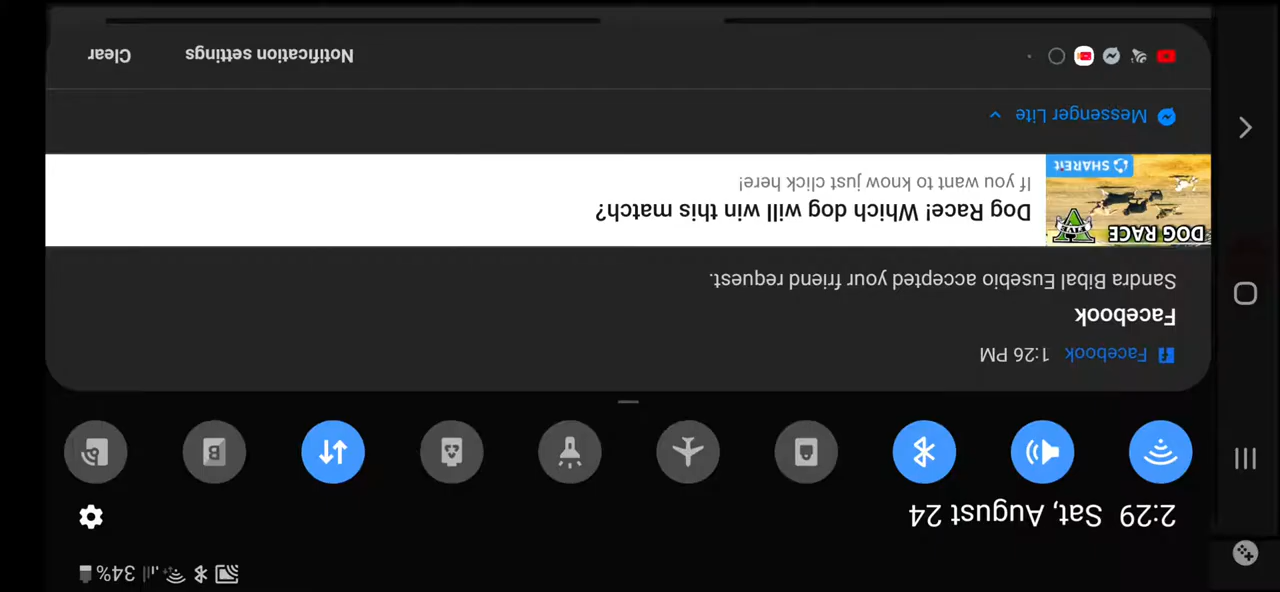 34%
2:29 Sat, August 24
B
Facebook 1:26 PM
Facebook
Sandra Bibal Eusebio accepted your friend request.
DOG RACE
SHAREit
Dog Race! Which dog will win this match?
If you want to know just click here!
Messenger Lite
Notification settings
Clear